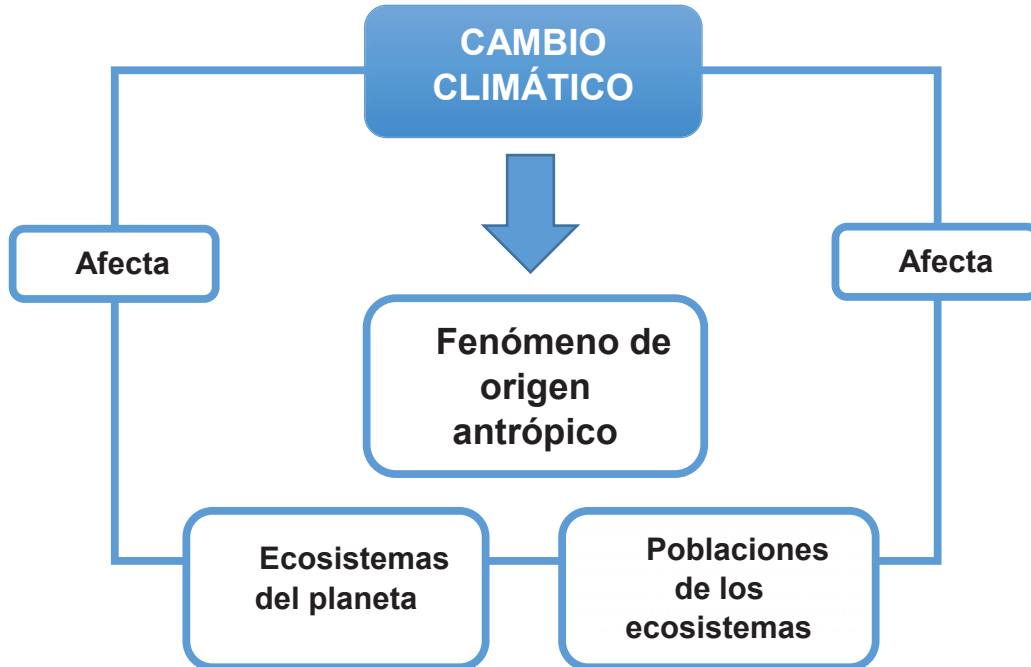 CAMBIO
CLIMÁTICO
Afecta
Afecta
Fenómeno de
origen
antrópico
Ecosistemas
del planeta
Poblaciones
de los
ecosistemas